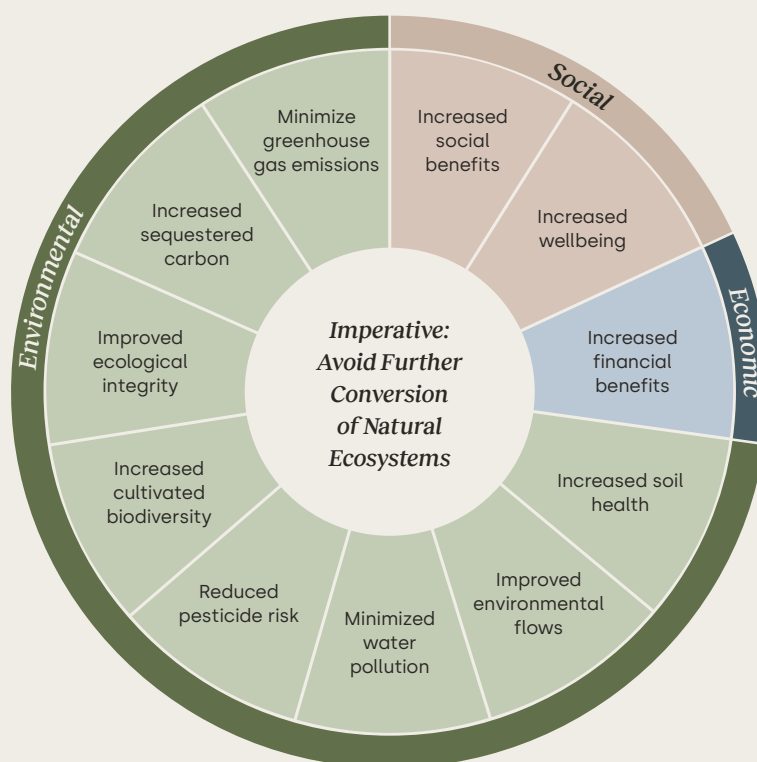 Social
Minimize
greenhouse
gas emissions
Increased
social
benefits
Increased
sequestered
carbon
Increased
wellbeing
Environmental
Economic
Improved
ecological
integrity
Imperative:
Avoid Further
Conversion
of Natural
Ecosystems
Increased
financial
benefits
Increased
cultivated
biodiversity
Increased soil
health
Reduced
pesticide risk
Minimized
water
pollution
Improved
environmental
flows